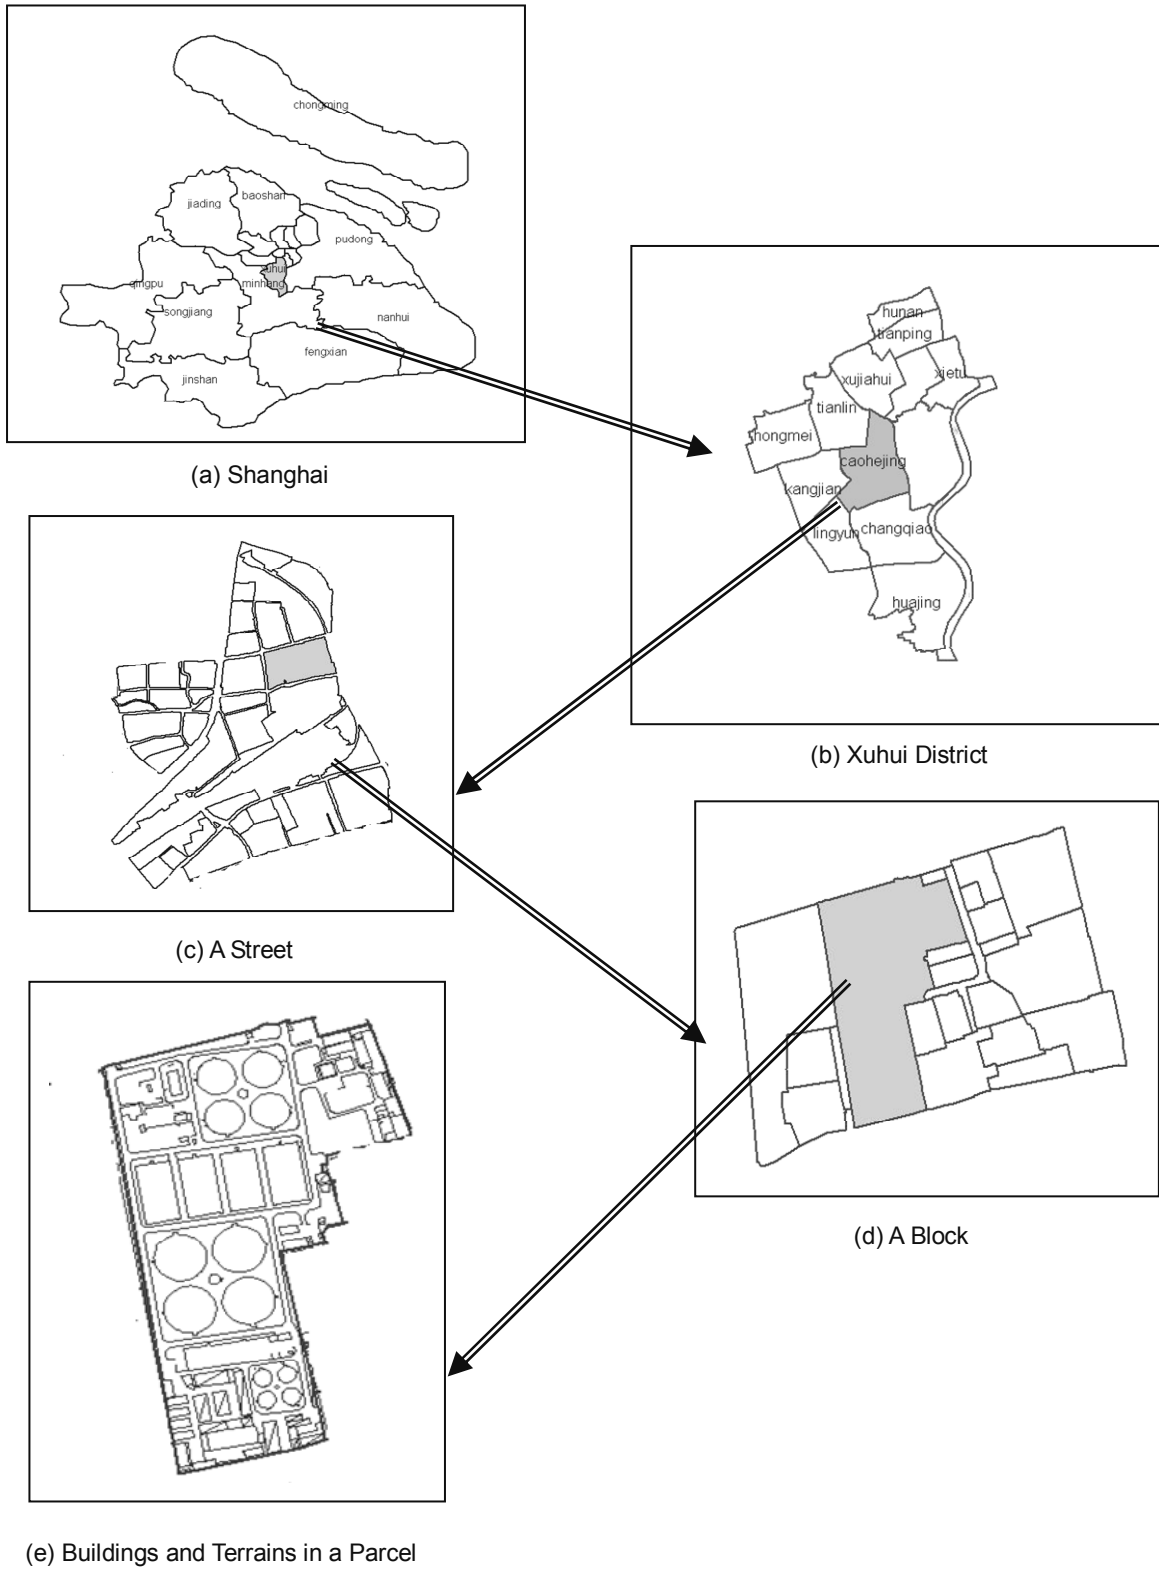 chongming
baoshan
jiading
pudong
xuhui
qingpu
minhang
songjiang
nanhui
fengxian
jinshan
(a) Shanghai
hunan
tianping
xujiahui
xietu
tianlin
hongmei
caohejing
kangjian
lingyun
changqiao
huajing
(b) Xuhui District
(c) A Street
(d) A Block
(e) Buildings and Terrains in a Parcel